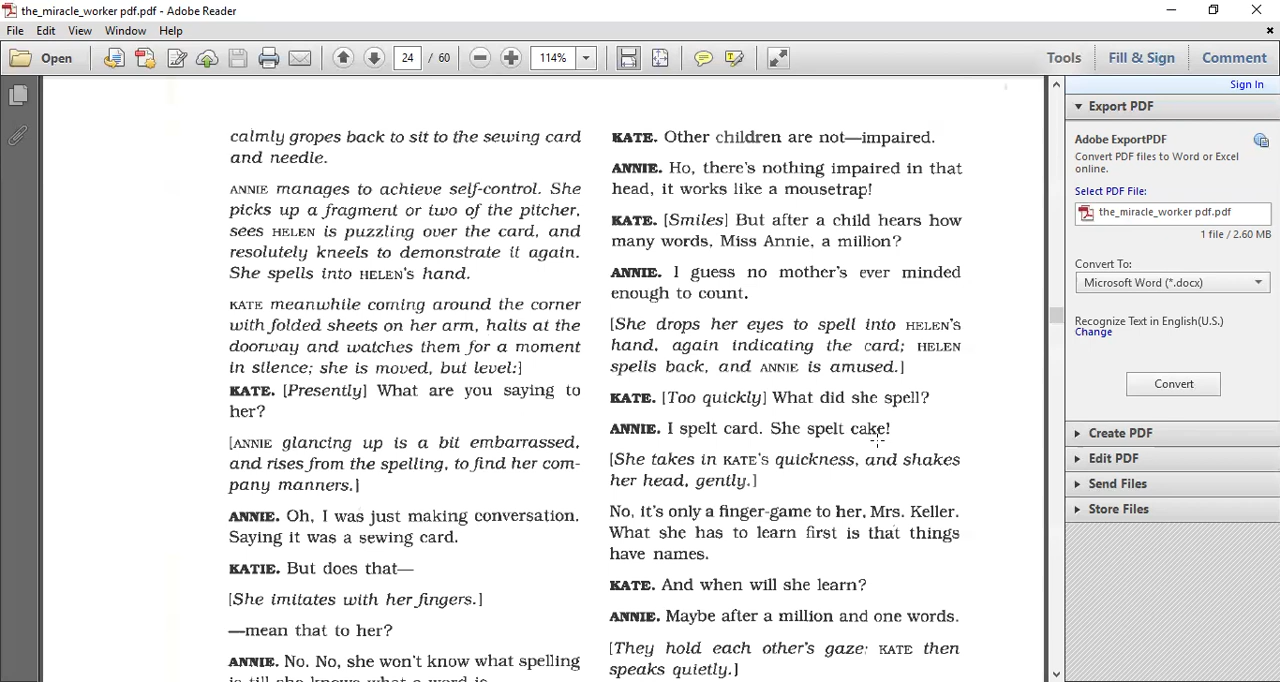 the_miracle_worker pdf.pdf - Adobe Reader
File Edit View Window Help
Open 24 / 60 114% Tools Fill & Sign Comment
calmly gropes back to sit to the sewing card
and needle.
ANNIE manages to achieve self-control. She
picks up a fragment or two of the pitcher,
sees HELEN is puzzling over the card, and
resolutely kneels to demonstrate it again.
She spells into HELEN'S hand.
KATE meanwhile coming around the corner
with folded sheets on her arm, halts at the
doorway and watches them for a moment
in silence; she is moved, but level:]
KATE. [Presently] What are you saying to
her?
[ANNIE glancing up is a bit embarrassed,
and rises from the spelling, to find her com-
pany manners.]
ANNIE. Oh, I was just making conversation.
Saying it was a sewing card.
KATIE. But does that—
[She imitates with her fingers.]
—mean that to her?
ANNIE. No. No, she won't know what spelling
is till she knows what a word is.
KATE. Other children are not—impaired.
ANNIE. Ho, there's nothing impaired in that
head, it works like a mousetrap!
KATE. [Smiles] But after a child hears how
many words, Miss Annie, a million?
ANNIE. I guess no mother's ever minded
enough to count.
[She drops her eyes to spell into HELEN'S
hand, again indicating the card; HELEN
spells back, and ANNIE is amused.]
KATE. [Too quickly] What did she spell?
ANNIE. I spelt card. She spelt cake!
[She takes in KATE'S quickness, and shakes
her head, gently.]
No, it's only a finger-game to her, Mrs. Keller.
What she has to learn first is that things
have names.
KATE. And when will she learn?
ANNIE. Maybe after a million and one words.
[They hold each other's gaze; KATE then
speaks quietly.]
Sign In
Export PDF
Adobe ExportPDF
Convert PDF files to Word or Excel
online.
Select PDF File:
the_miracle_worker pdf.pdf
1 file / 2.60 MB
Convert To:
Microsoft Word (*.docx)
Recognize Text in English(U.S.)
Change
Convert
Create PDF
Edit PDF
Send Files
Store Files